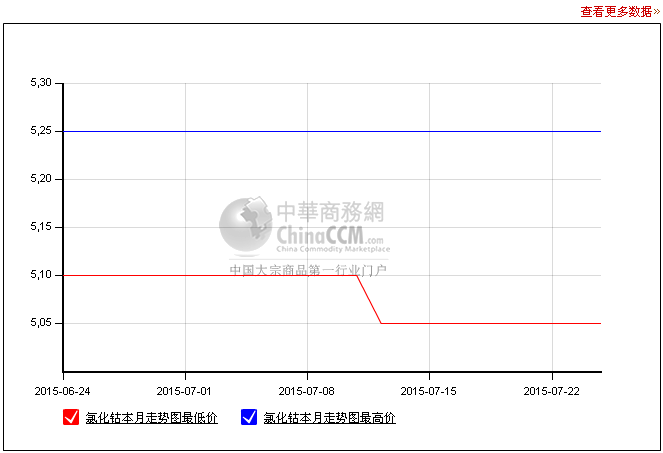 查看更多数据»
5,30
5,25
5,20
5,15
5,10
5,05
中華商務網
ChinaCCM.com
China Commodity Marketplace
中国大宗商品第一行业门户
2015-06-24 2015-07-01 2015-07-08 2015-07-15 2015-07-22
氯化钴本月走势图最低价 氯化钴本月走势图最高价